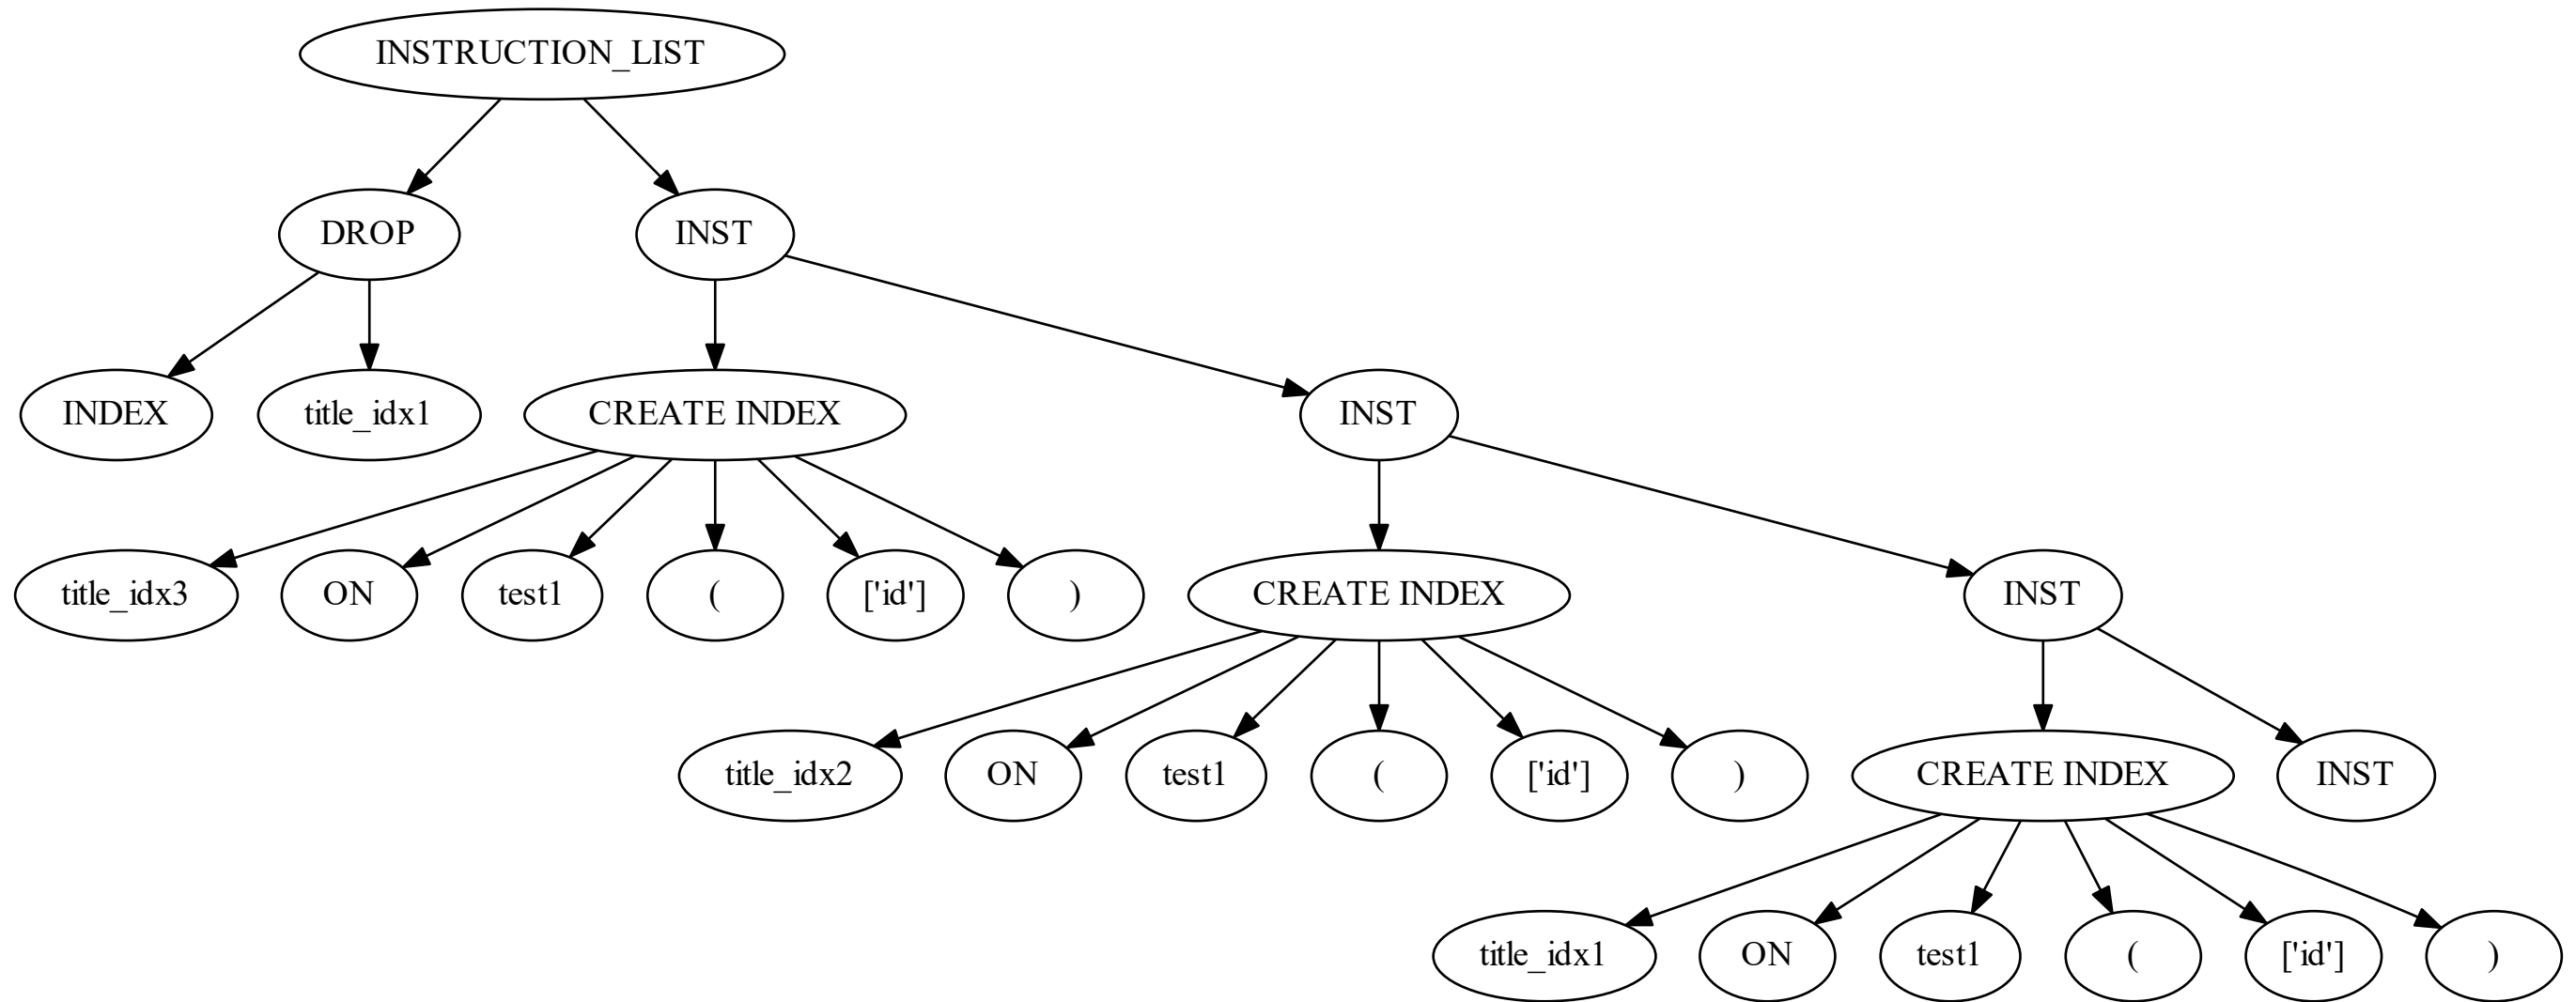 INSTRUCTION_LIST
DROP
INST
INDEX
title_idx1
CREATE INDEX
INST
title_idx3
ON
test1
(
['id']
)
CREATE INDEX
INST
title_idx2
ON
test1
(
['id']
)
CREATE INDEX
INST
title_idx1
ON
test1
(
['id']
)